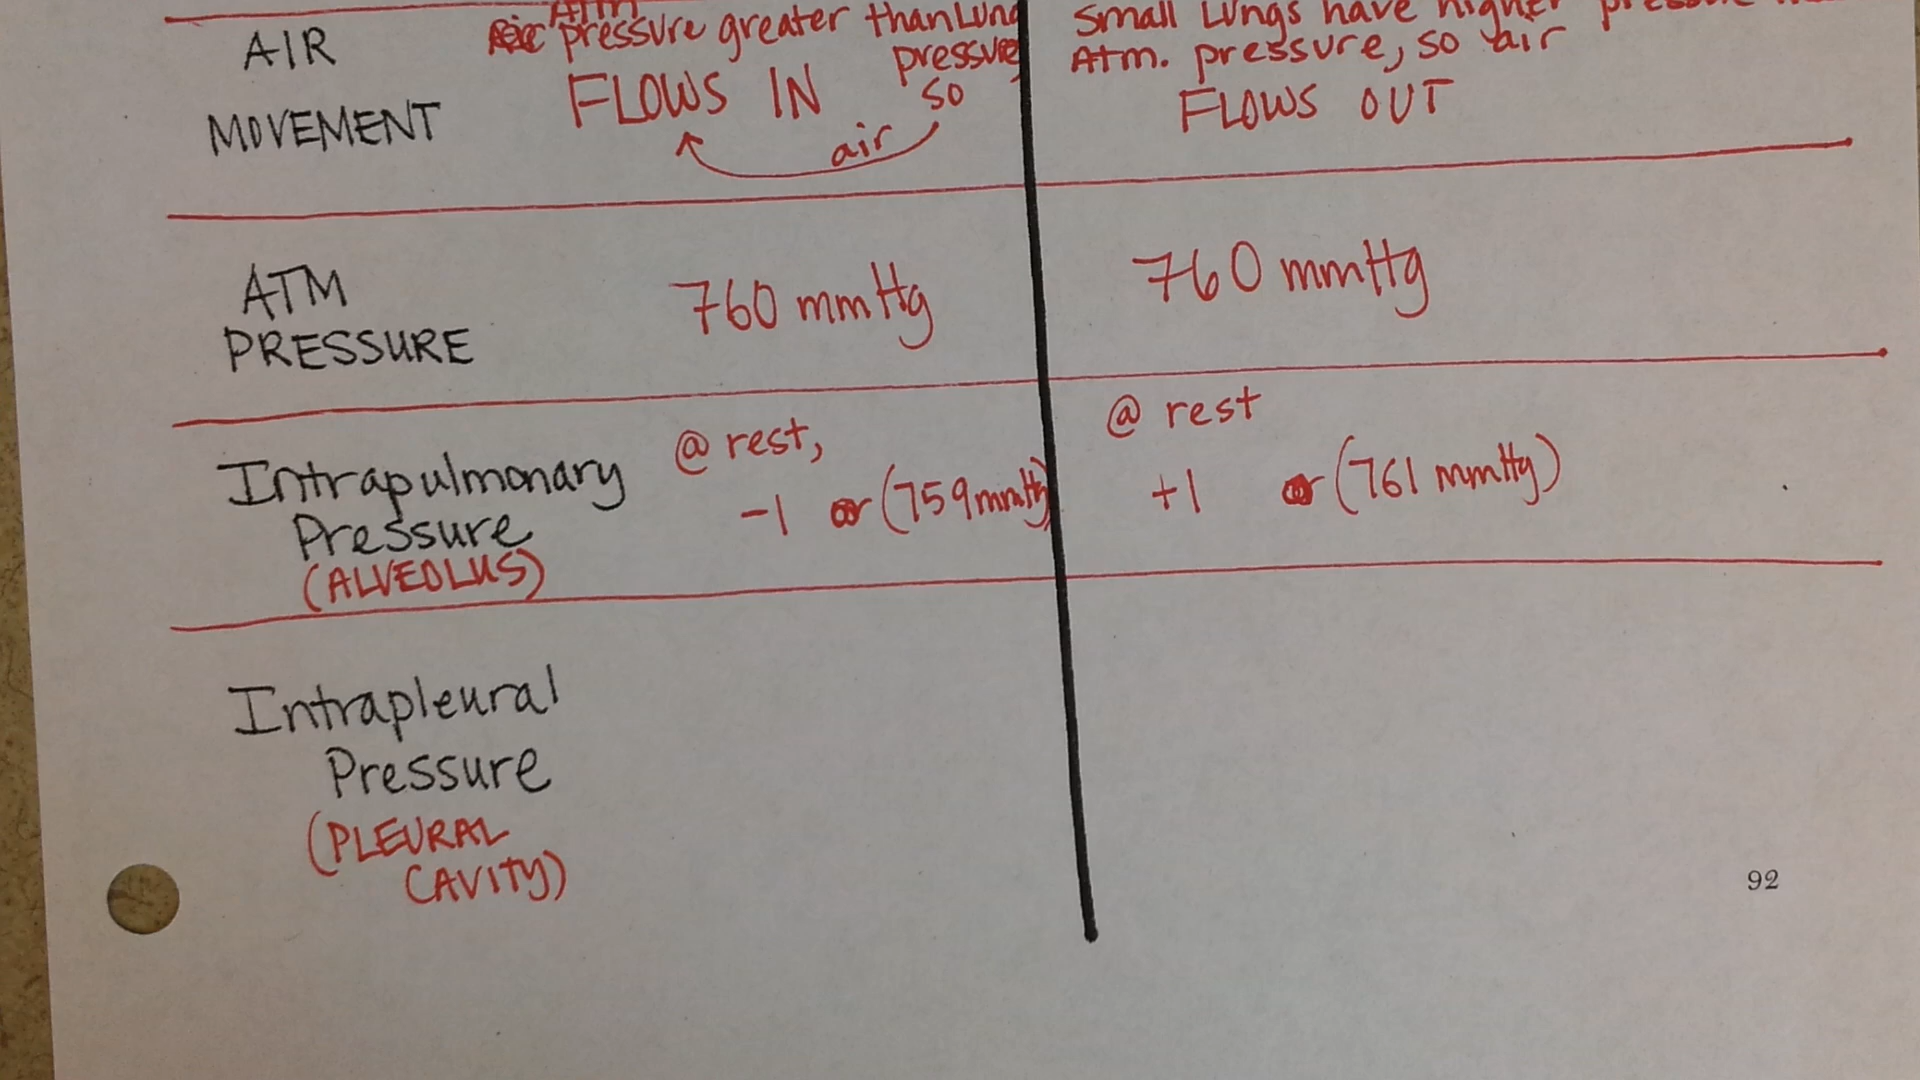 AIR
MOVEMENT
Atm
pressure greater than Lung
pressure
so
FLOWS IN
air
Small Lungs have higher pressure
Atm. pressure, so air
FLOWS OUT
ATM
PRESSURE
760 mmHg
760 mmHg
Intrapulmonary
Pressure
(ALVEOLUS)
@ rest,
-1 or (759mmHg)
@ rest
+1 or (761 mmHg)
Intrapleural
Pressure
(PLEURAL
CAVITY)
92